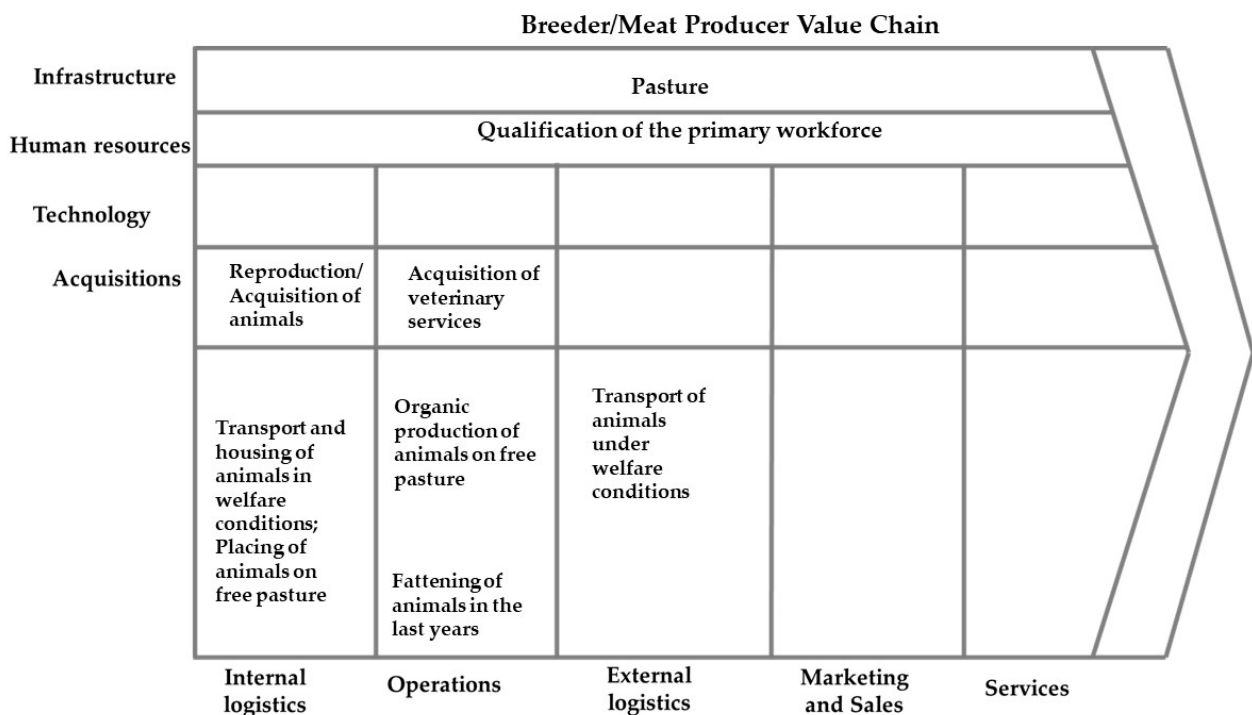 Breeder/Meat Producer Value Chain
Infrastructure
Pasture
Human resources
Qualification of the primary workforce
Technology
Acquisitions
Reproduction/
Acquisition of
animals
Acquisition of
veterinary
services
Transport and
housing of
animals in
welfare
conditions;
Placing of
animals on
free pasture
Organic
production of
animals on free
pasture
Fattening of
animals in the
last years
Transport of
animals
under
welfare
conditions
Internal
logistics
Operations
External
logistics
Marketing
and Sales
Services